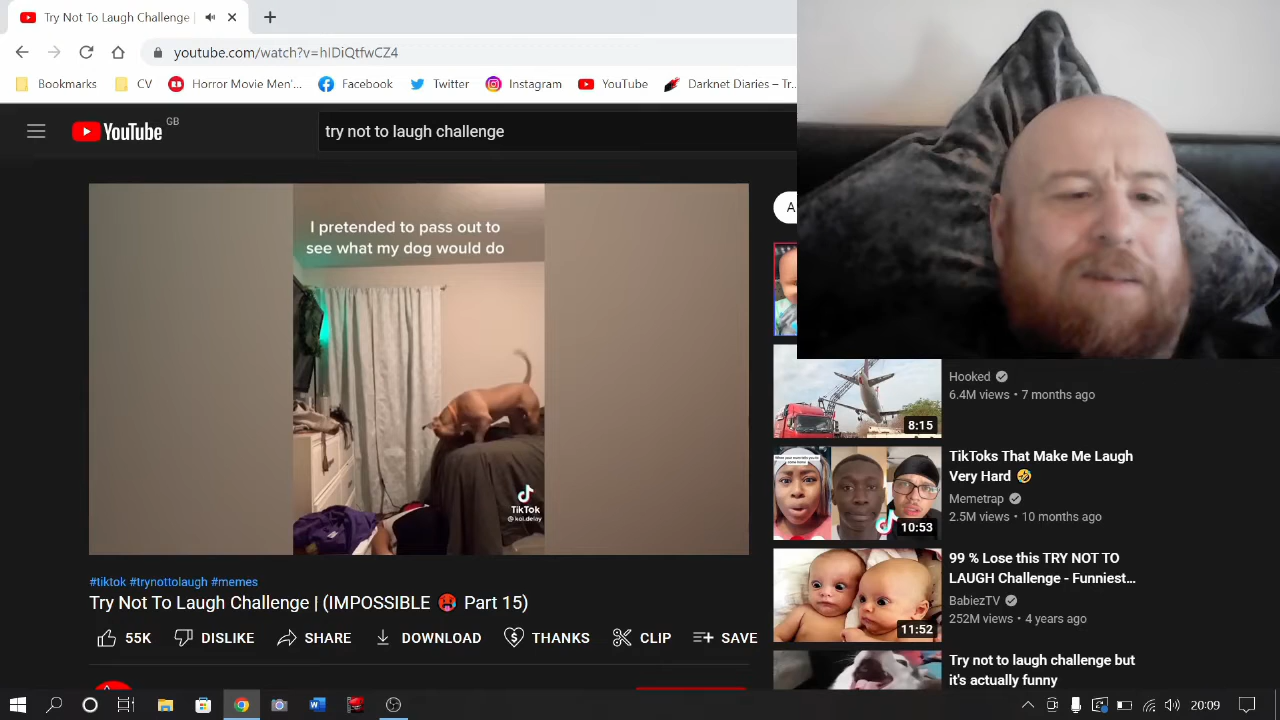 Try Not To Laugh Challenge |
youtube.com/watch?v=hIDiQtfwCZ4
Bookmarks
CV
Horror Movie Men'...
Facebook
Twitter
Instagram
YouTube
Darknet Diaries – Tr...
YouTube
GB
try not to laugh challenge
A
I pretended to pass out to
see what my dog would do
TikTok
@kol.delay
Hooked
6.4M views • 7 months ago
8:15
TikToks That Make Me Laugh
Very Hard 🤣
Memetrap
2.5M views • 10 months ago
10:53
99 % Lose this TRY NOT TO
LAUGH Challenge - Funniest...
BabiezTV
252M views • 4 years ago
11:52
Try not to laugh challenge but
it's actually funny
#tiktok #trynottolaugh #memes
Try Not To Laugh Challenge | (IMPOSSIBLE 🥵 Part 15)
55K
DISLIKE
SHARE
DOWNLOAD
THANKS
CLIP
SAVE
20:09